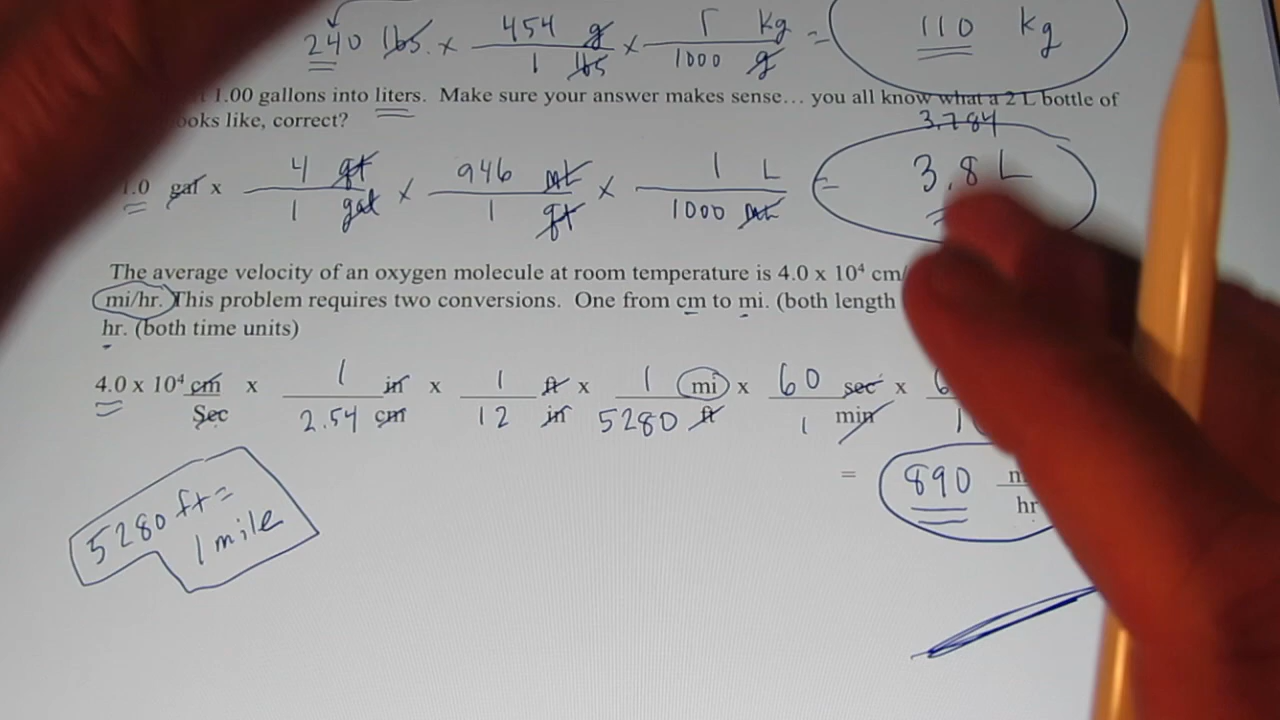 240 lbs. x 454 g / 1 lbs x 1 kg / 1000 g = 110 kg
1.00 gallons into liters. Make sure your answer makes sense… you all know what a 2 L bottle of
looks like, correct?
3.784
1.0 gal x 4 qt / 1 gal x 946 mL / 1 qt x 1 L / 1000 mL = 3.8 L
The average velocity of an oxygen molecule at room temperature is 4.0 x 10⁴ cm/
mi/hr. This problem requires two conversions. One from cm to mi. (both length
hr. (both time units)
4.0 x 10⁴ cm / Sec x 1 in / 2.54 cm x 1 ft / 12 in x 1 mi / 5280 ft x 60 sec / 1 min x
= 890 / hr
5280 ft =
1 mile